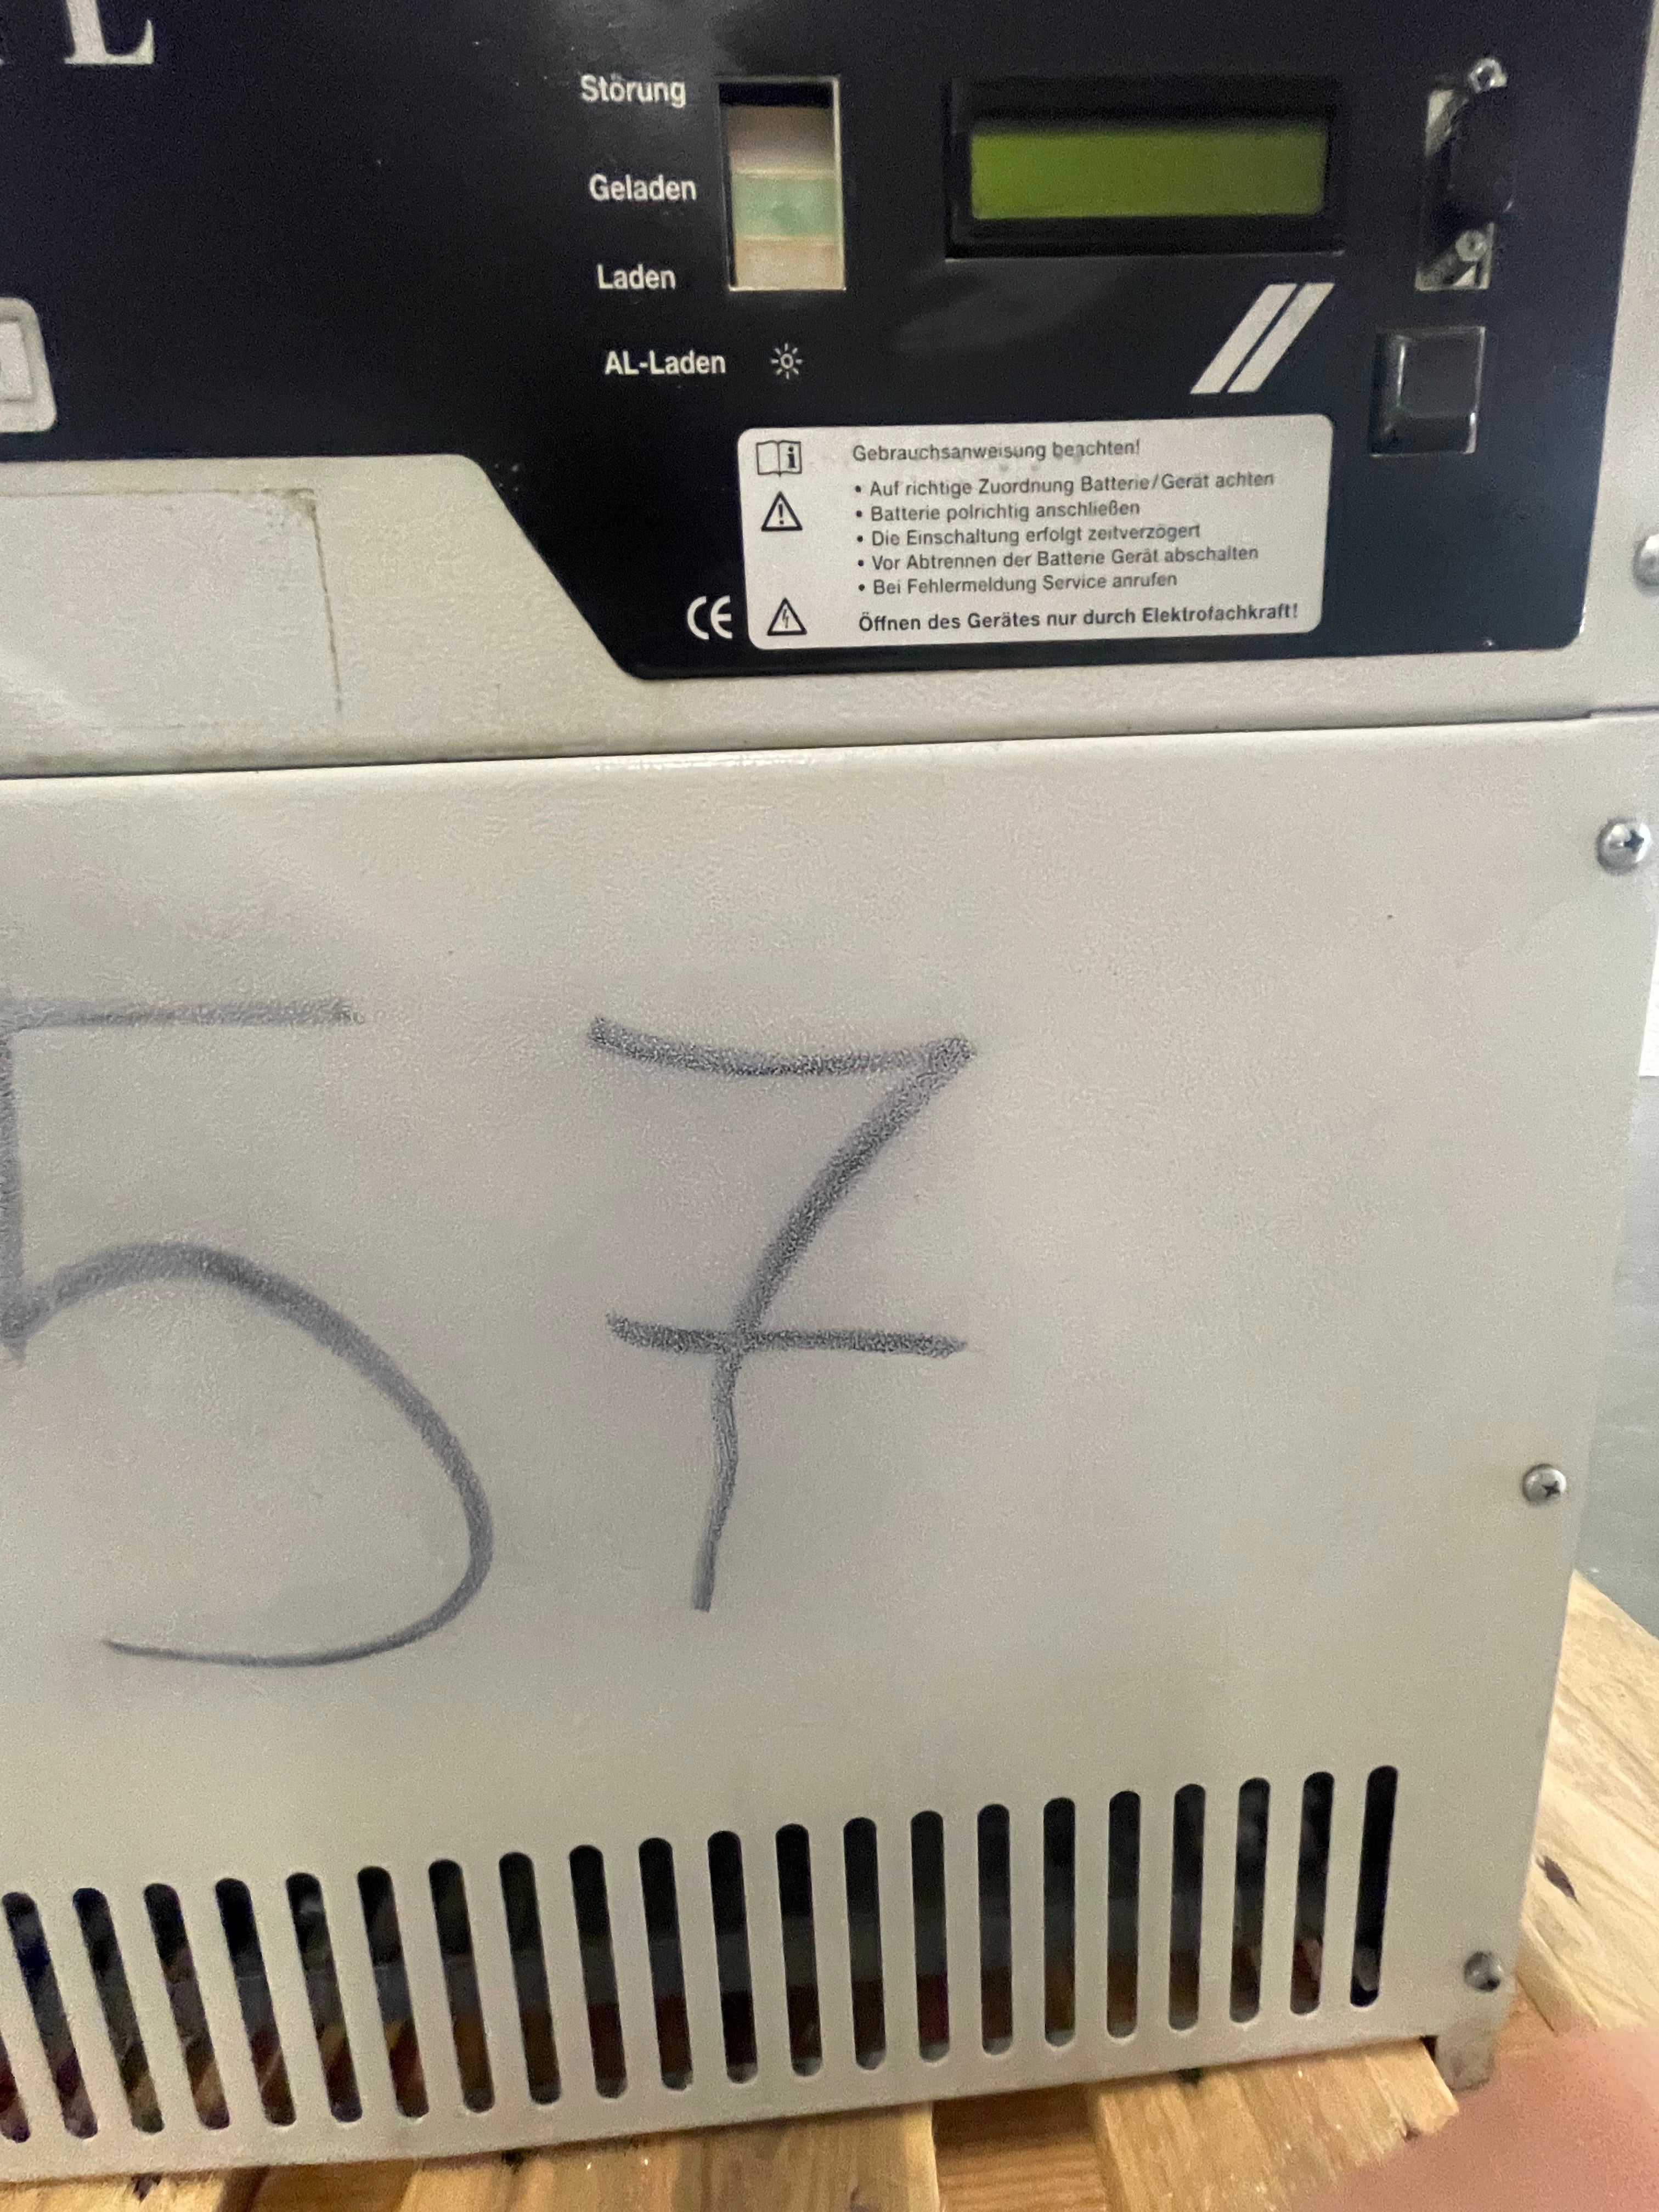 L
Störung
Geladen
Laden
AL-Laden
Gebrauchsanweisung beachten!
• Auf richtige Zuordnung Batterie/Gerät achten
• Batterie polrichtig anschließen
• Die Einschaltung erfolgt zeitverzögert
• Vor Abtrennen der Batterie Gerät abschalten
• Bei Fehlermeldung Service anrufen
CE
Öffnen des Gerätes nur durch Elektrofachkraft!
57